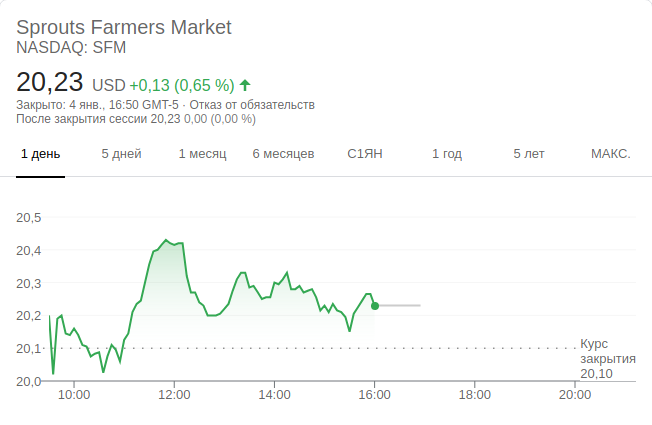 Sprouts Farmers Market
NASDAQ: SFM
20,23 USD +0,13 (0,65 %)
Закрыто: 4 янв., 16:50 GMT-5 · Отказ от обязательств
После закрытия сессии 20,23 0,00 (0,00 %)
1 день 5 дней 1 месяц 6 месяцев С1ЯН 1 год 5 лет МАКС.
20,5
20,4
20,3
20,2
20,1
20,0
Курс
закрытия
20,10
10:00 12:00 14:00 16:00 18:00 20:00